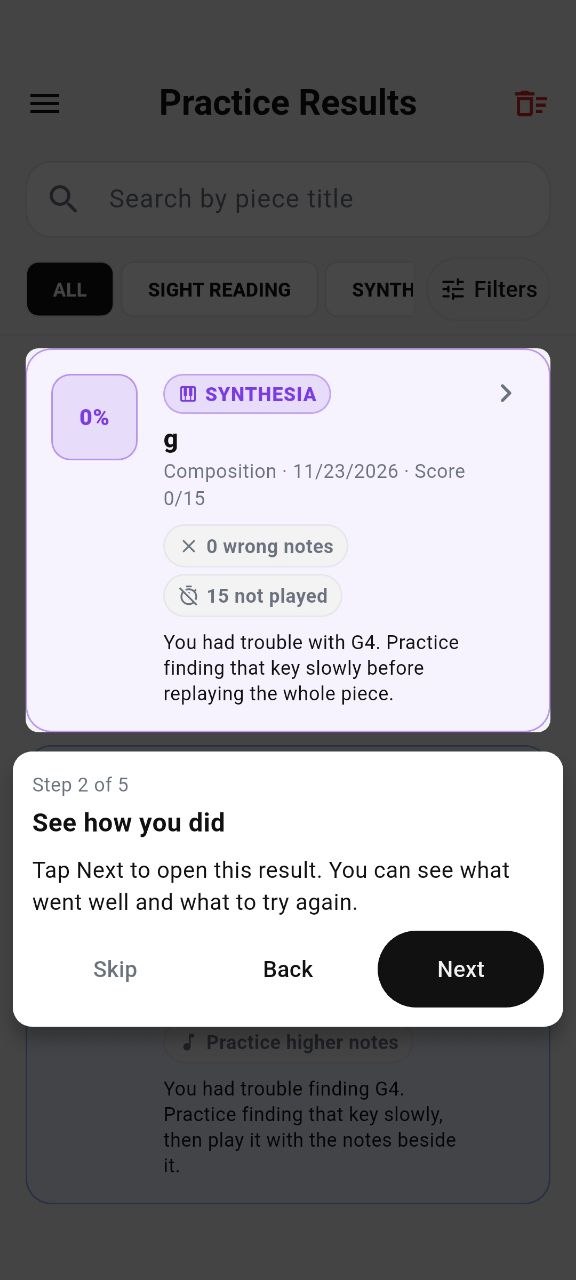 Practice Results
Search by piece title
ALL
SIGHT READING
SYNTH
Filters
0%
SYNTHESIA
g
Composition · 11/23/2026 · Score
0/15
0 wrong notes
15 not played
You had trouble with G4. Practice
finding that key slowly before
replaying the whole piece.
Step 2 of 5
See how you did
Tap Next to open this result. You can see what
went well and what to try again.
Skip
Back
Next
Practice higher notes
You had trouble finding G4.
Practice finding that key slowly,
then play it with the notes beside
it.